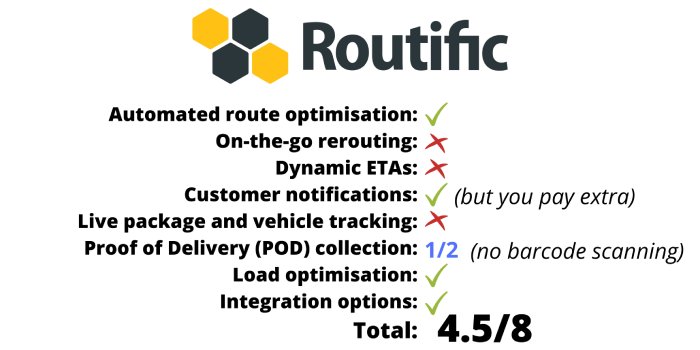 Routific
Automated route optimisation: ✓
On-the-go rerouting: ✗
Dynamic ETAs: ✗
Customer notifications: ✓ (but you pay extra)
Live package and vehicle tracking: ✗
Proof of Delivery (POD) collection: 1/2 (no barcode scanning)
Load optimisation: ✓
Integration options: ✓
Total: 4.5/8